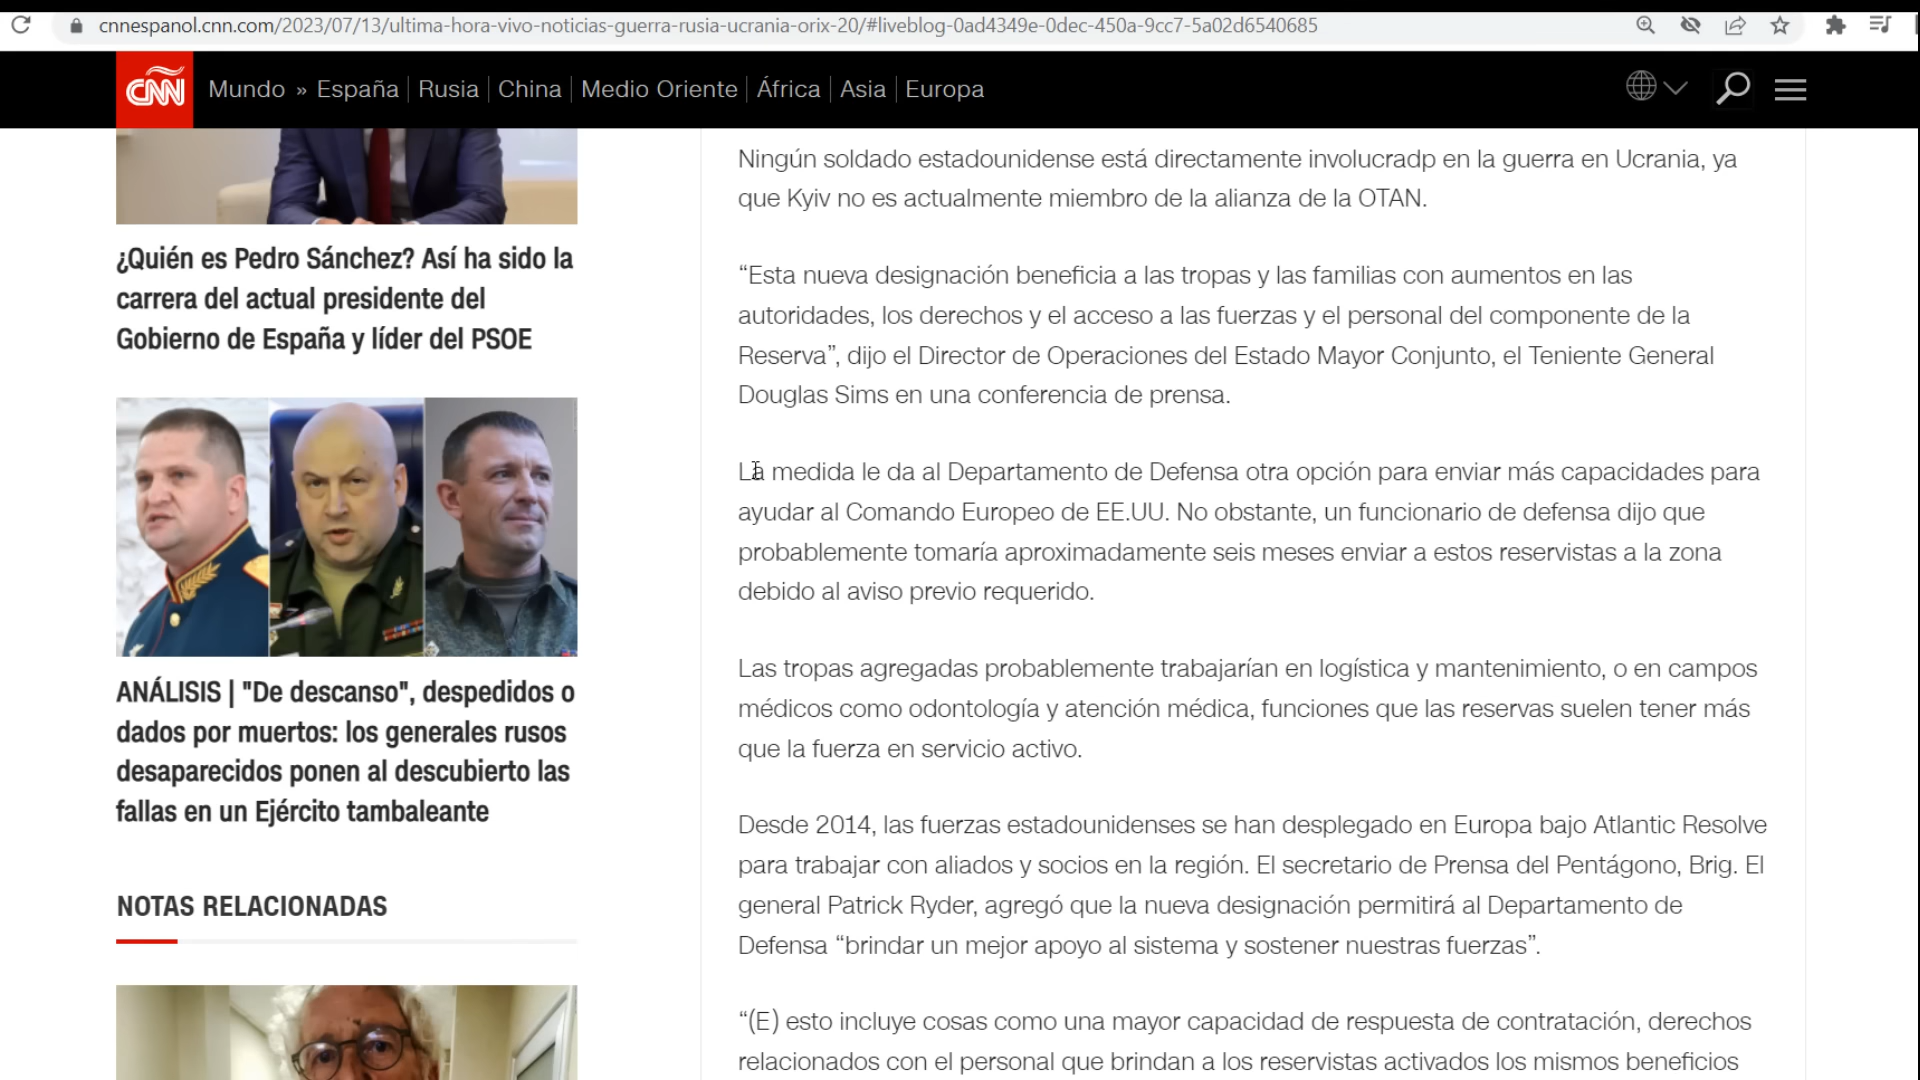 cnnespanol.cnn.com/2023/07/13/ultima-hora-vivo-noticias-guerra-rusia-ucrania-orix-20/#liveblog-0ad4349e-0dec-450a-9cc7-5a02d6540685
CNN Mundo » España | Rusia | China | Medio Oriente | África | Asia | Europa
¿Quién es Pedro Sánchez? Así ha sido la
carrera del actual presidente del
Gobierno de España y líder del PSOE
ANÁLISIS | "De descanso", despedidos o
dados por muertos: los generales rusos
desaparecidos ponen al descubierto las
fallas en un Ejército tambaleante
NOTAS RELACIONADAS
Ningún soldado estadounidense está directamente involucradp en la guerra en Ucrania, ya
que Kyiv no es actualmente miembro de la alianza de la OTAN.
“Esta nueva designación beneficia a las tropas y las familias con aumentos en las
autoridades, los derechos y el acceso a las fuerzas y el personal del componente de la
Reserva”, dijo el Director de Operaciones del Estado Mayor Conjunto, el Teniente General
Douglas Sims en una conferencia de prensa.
La medida le da al Departamento de Defensa otra opción para enviar más capacidades para
ayudar al Comando Europeo de EE.UU. No obstante, un funcionario de defensa dijo que
probablemente tomaría aproximadamente seis meses enviar a estos reservistas a la zona
debido al aviso previo requerido.
Las tropas agregadas probablemente trabajarían en logística y mantenimiento, o en campos
médicos como odontología y atención médica, funciones que las reservas suelen tener más
que la fuerza en servicio activo.
Desde 2014, las fuerzas estadounidenses se han desplegado en Europa bajo Atlantic Resolve
para trabajar con aliados y socios en la región. El secretario de Prensa del Pentágono, Brig. El
general Patrick Ryder, agregó que la nueva designación permitirá al Departamento de
Defensa “brindar un mejor apoyo al sistema y sostener nuestras fuerzas”.
“(E) esto incluye cosas como una mayor capacidad de respuesta de contratación, derechos
relacionados con el personal que brindan a los reservistas activados los mismos beneficios